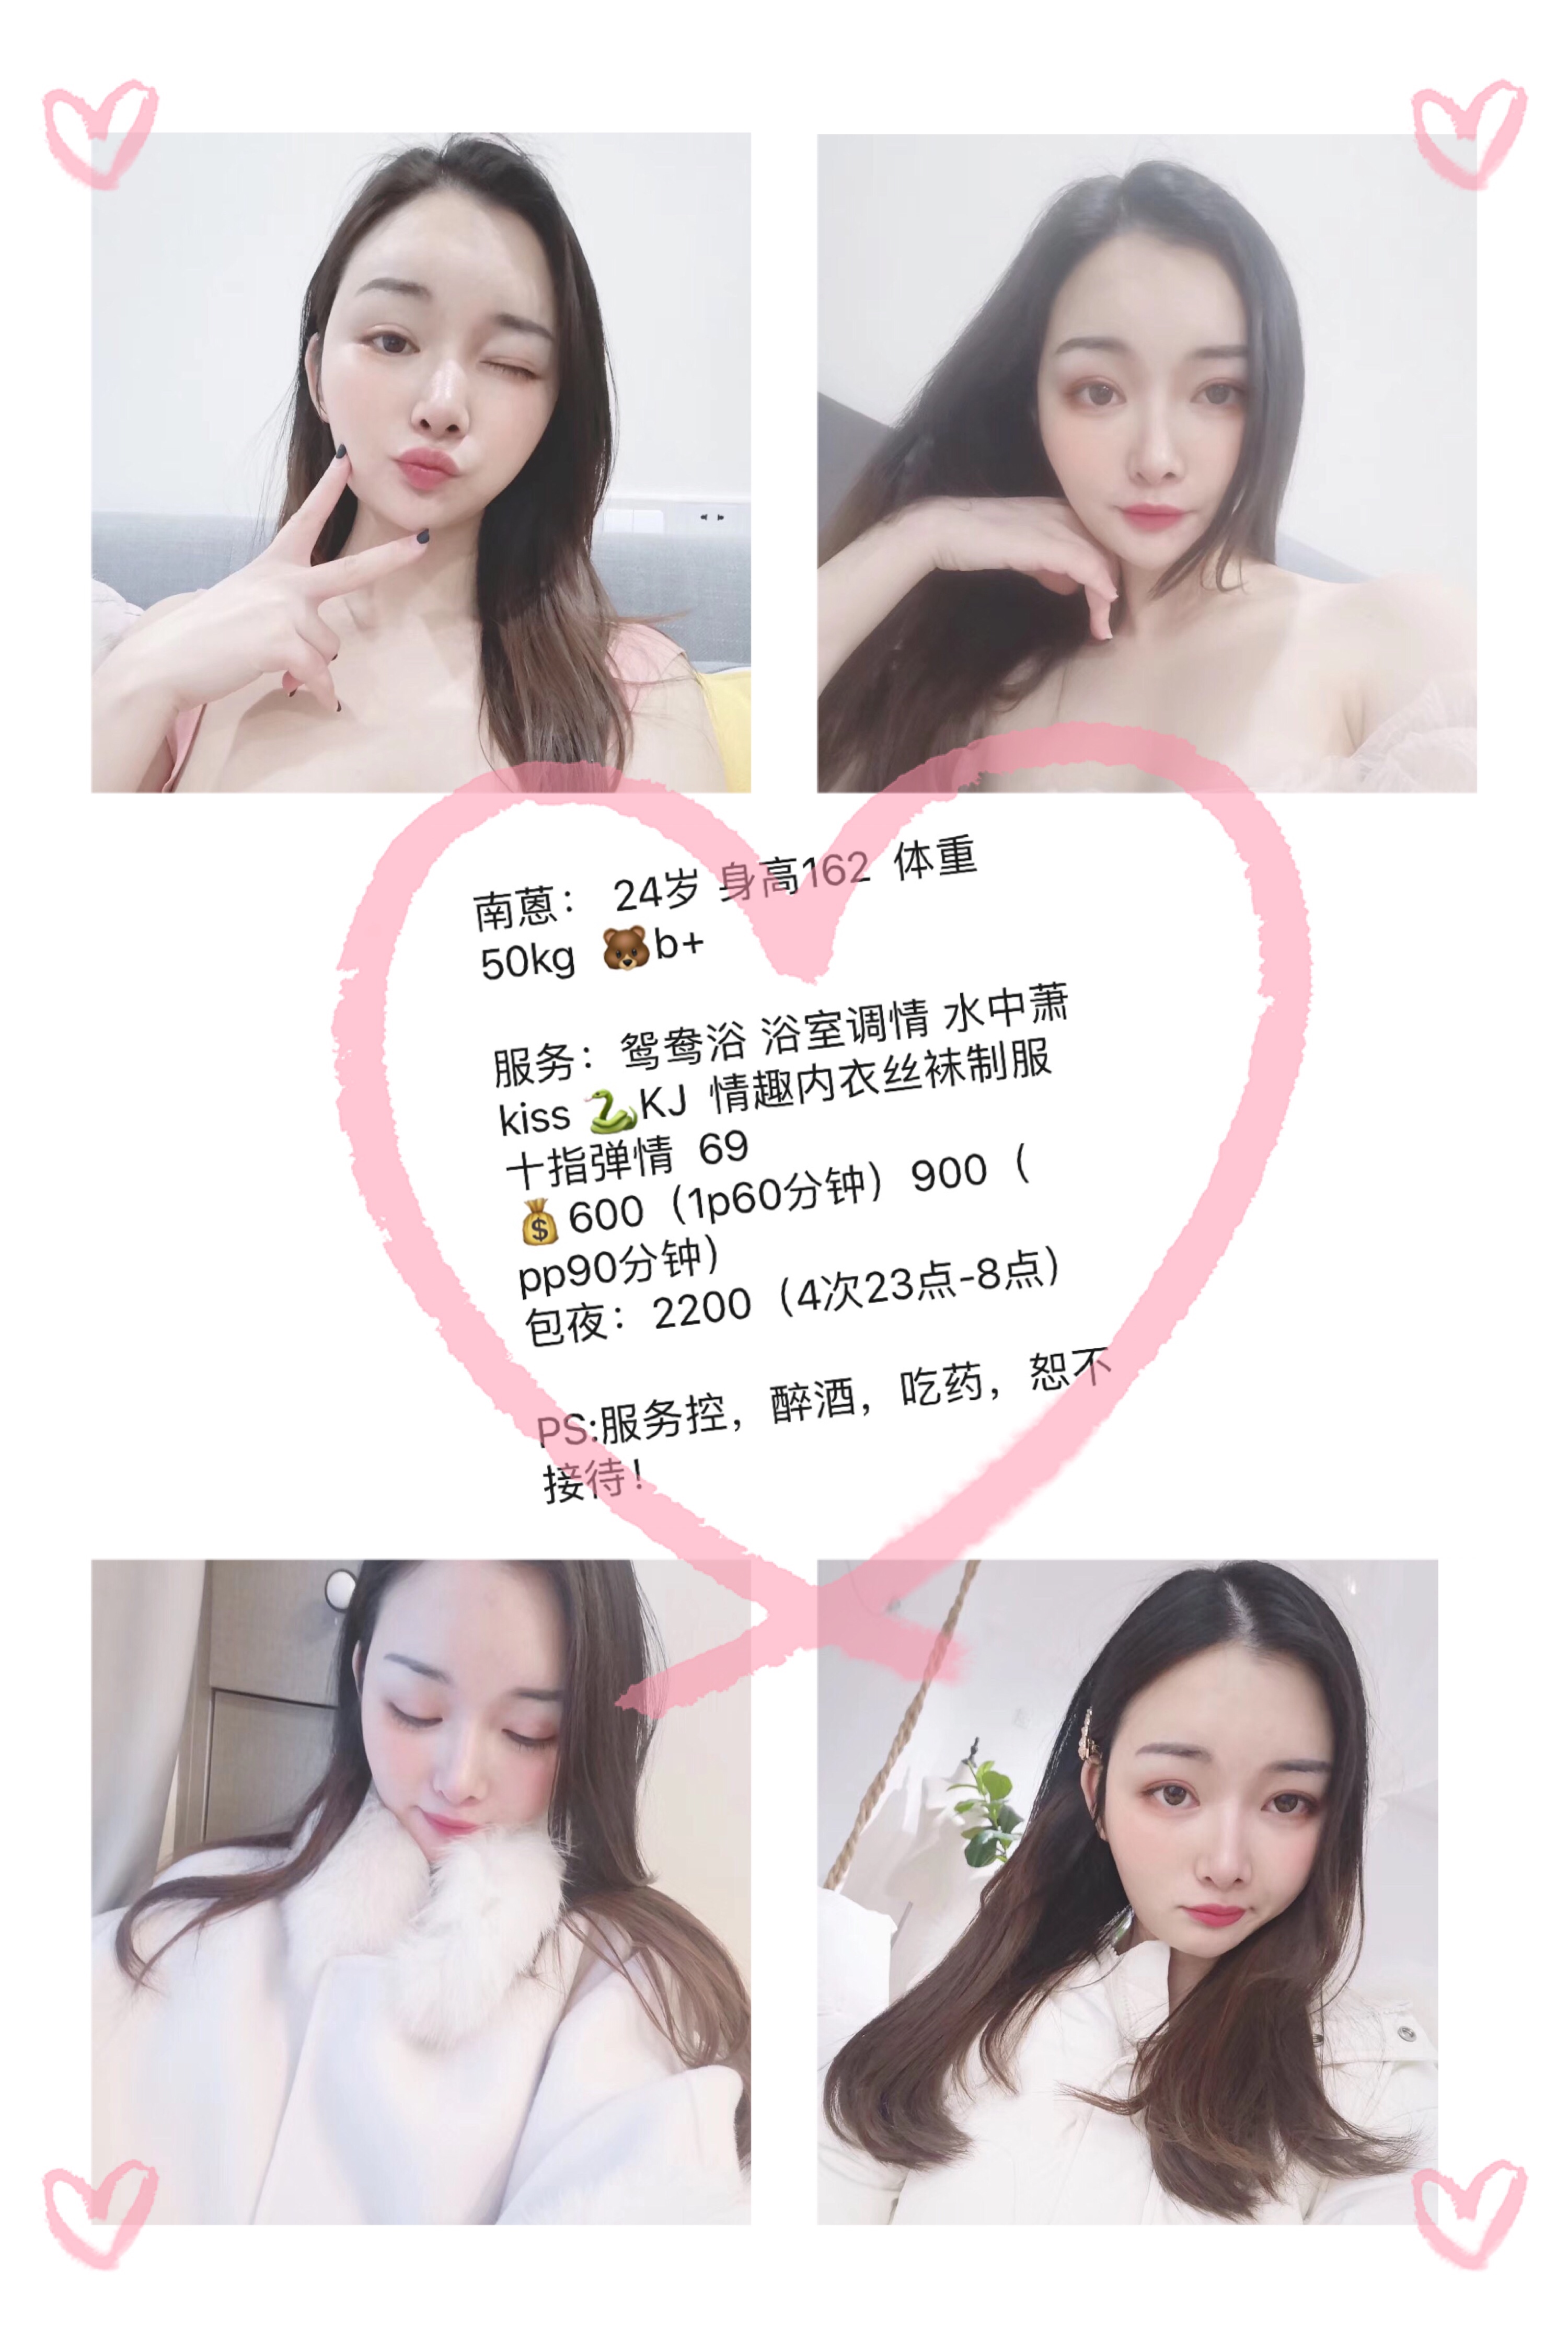 南蒽： 24岁 身高162 体重
50kg 🐻b+
服务：鸳鸯浴 浴室调情 水中萧
kiss 🐍KJ 情趣内衣丝袜制服
十指弹情 69
💰600（1p60分钟）900（
pp90分钟）
包夜：2200（4次23点-8点）
PS:服务控，醉酒，吃药，恕不
接待！